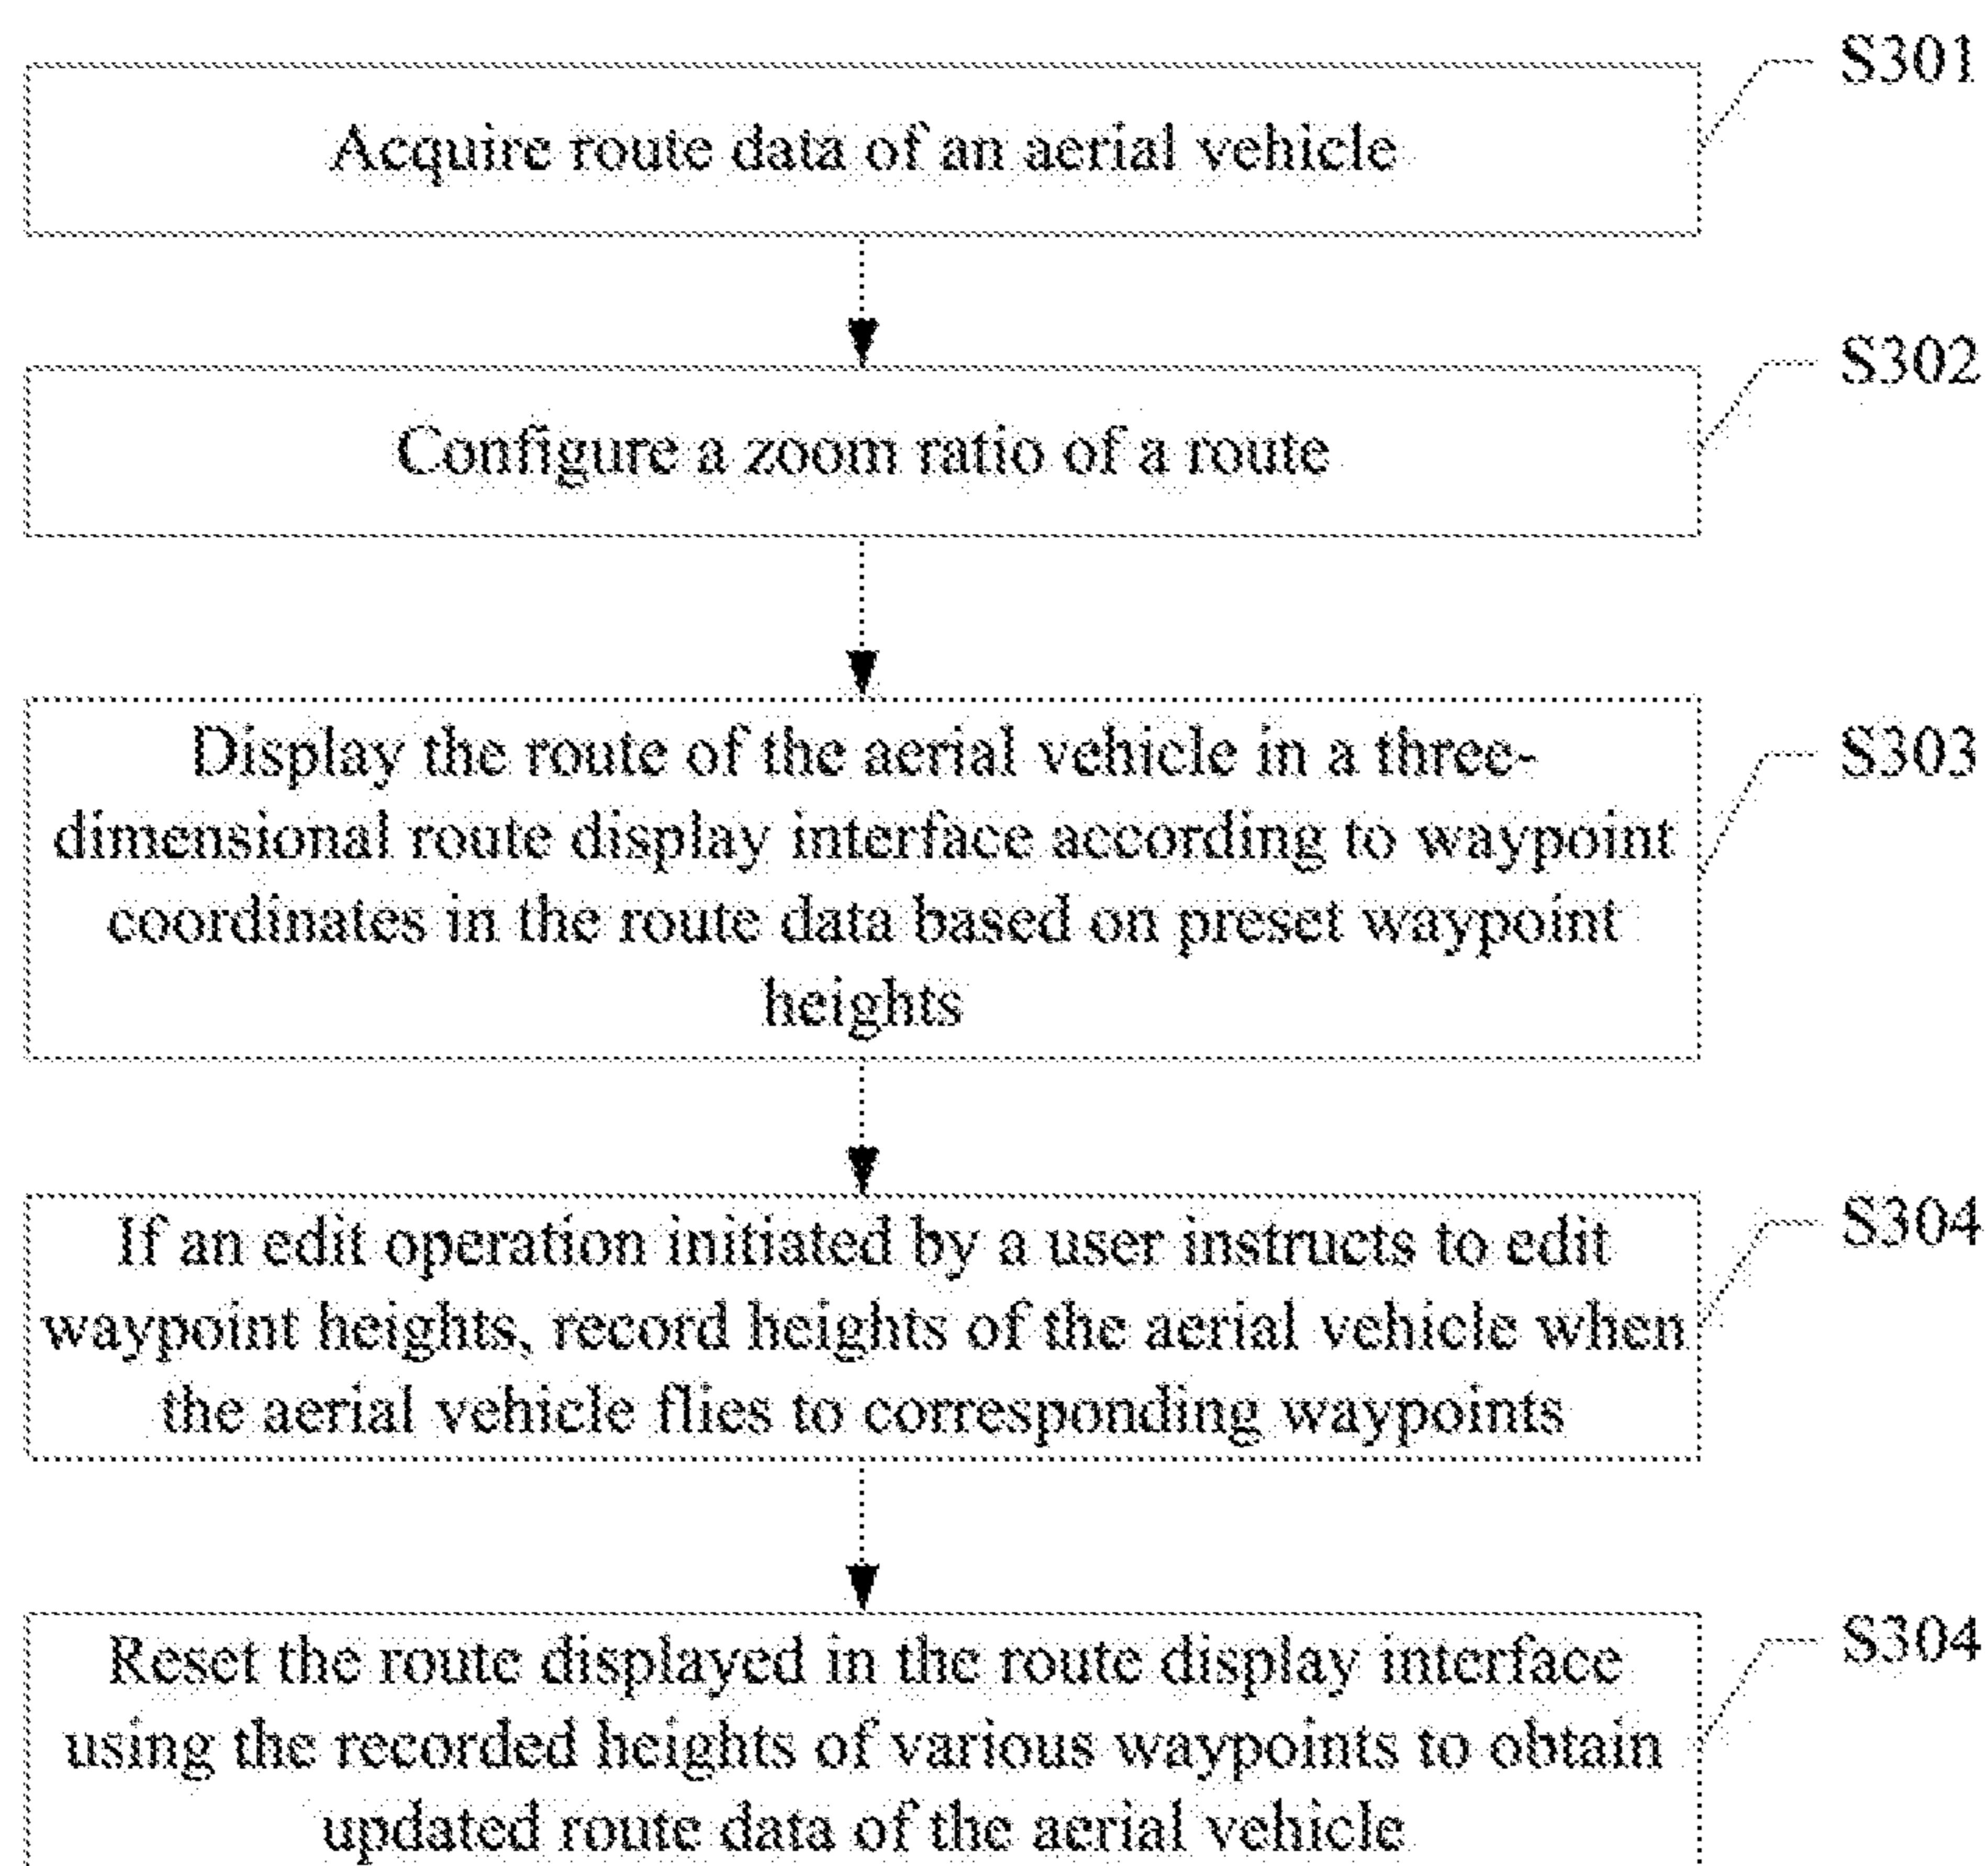 S301
Acquire route data of an aerial vehicle
S302
Configure a zoom ratio of a route
Display the route of the aerial vehicle in a three-
S303
dimensional route display interface according to waypoint
coordinates in the route data based on preset waypoint
heights
S304
If an edit operation initiated by a user instructs to edit
waypoint heights, record heights of the aerial vehicle when
the aerial vehicle flies to corresponding waypoints
S304
Reset the route displayed in the route display interface
using the recorded heights of various waypoints to obtain
updated route data of the aerial vehicle